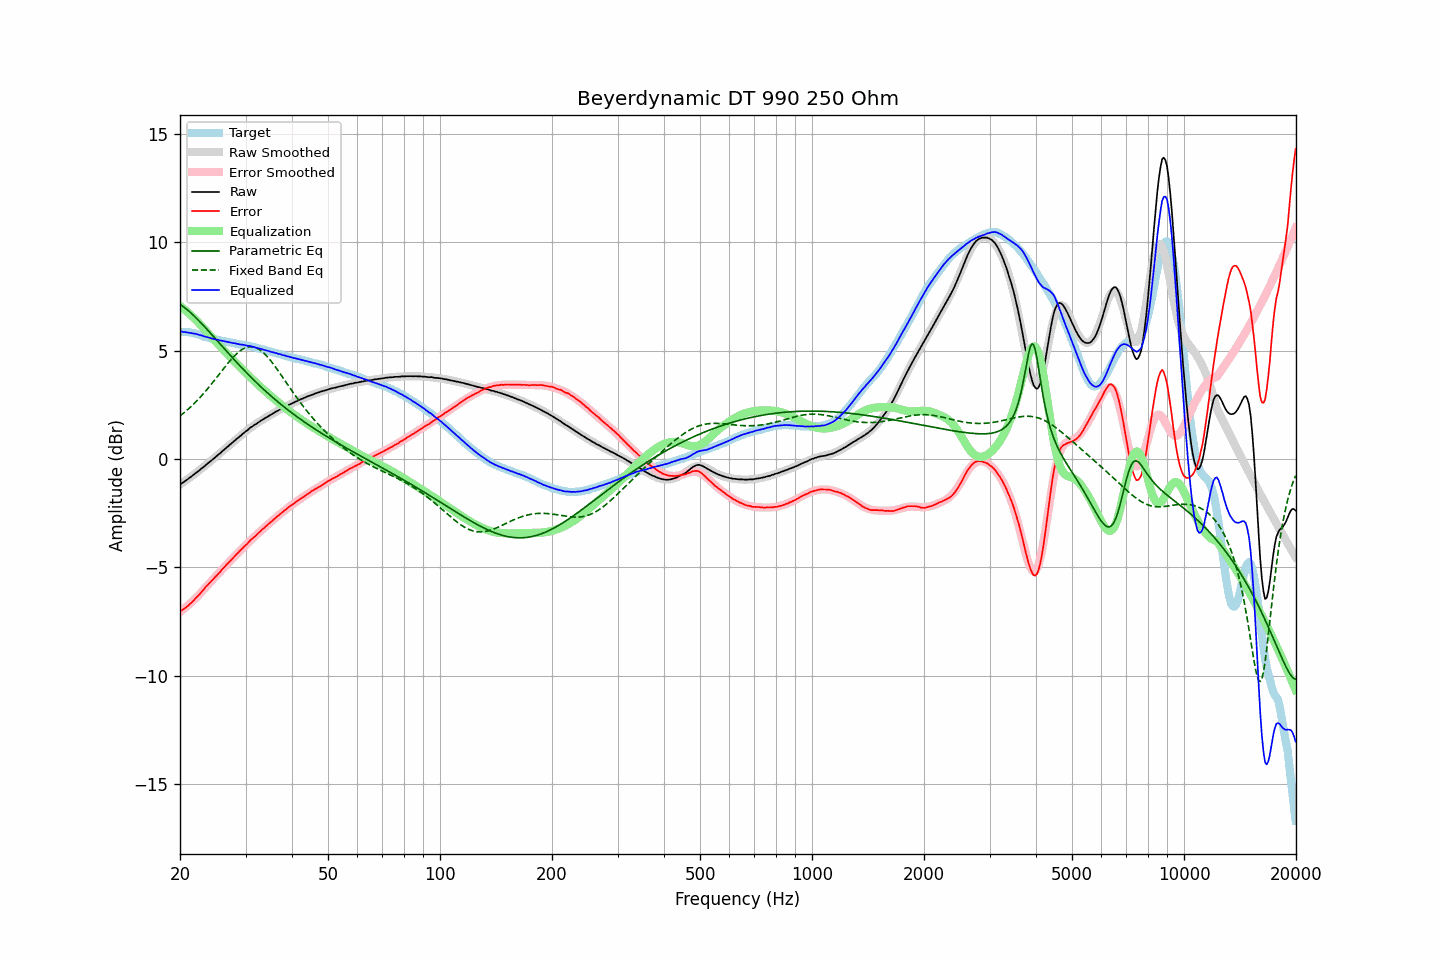 Beyerdynamic DT 990 250 Ohm
Target
Raw Smoothed
Error Smoothed
Raw
Error
Equalization
Parametric Eq
Fixed Band Eq
Equalized
Amplitude (dBr)
15
10
5
0
−5
−10
−15
20 50 100 200 500 1000 2000 5000 10000 20000
Frequency (Hz)